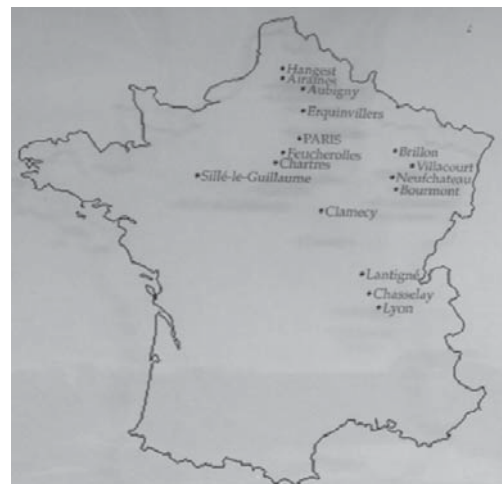 Hangest
Airaines
Aubigny
Erquinvillers
PARIS
Feucherolles
Chartres
Sillé-le-Guillaume
Brillon
Villacourt
Neufchateau
Bourmont
Clamecy
Lantigné
Chasselay
Lyon